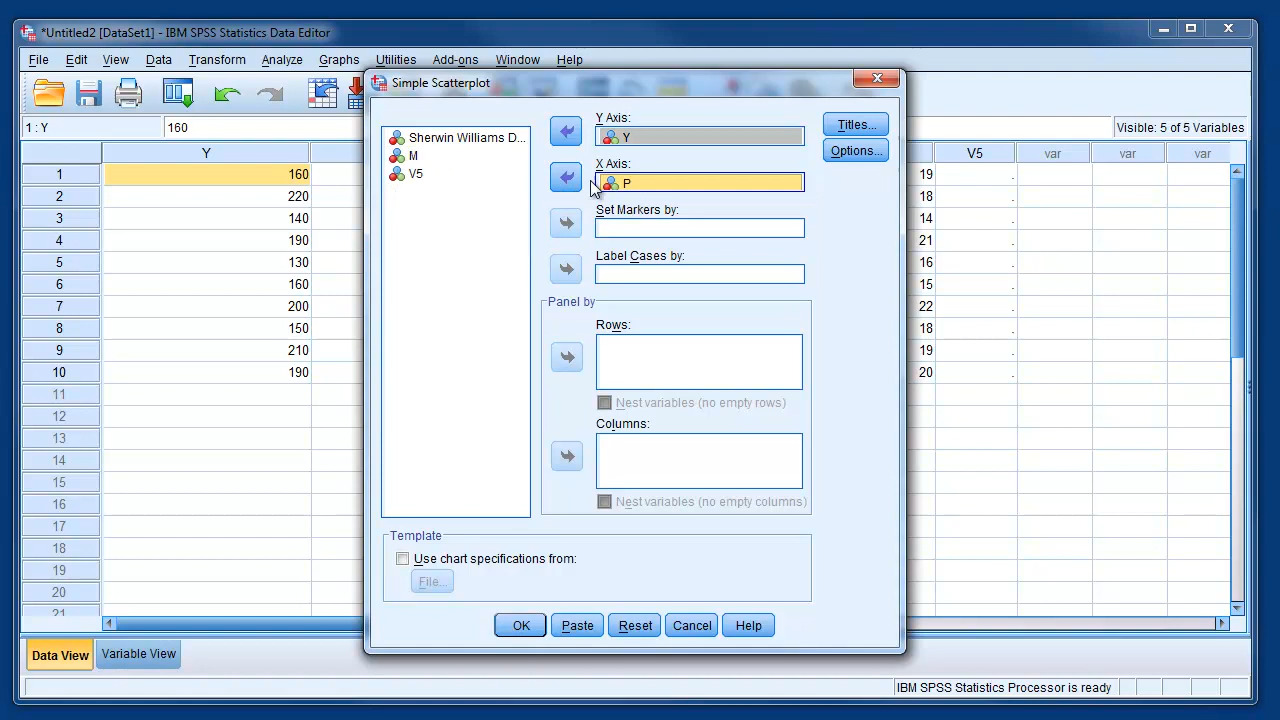 *Untitled2 [DataSet1] - IBM SPSS Statistics Data Editor
File Edit View Data Transform Analyze Graphs Utilities Add-ons Window Help
1 : Y 160 Visible: 5 of 5 Variables
Y V5 var var var
1 160 19 .
2 220 18 .
3 140 14 .
4 190 21 .
5 130 16 .
6 160 15 .
7 200 22 .
8 150 18 .
9 210 19 .
10 190 20 .
11
12
13
14
15
16
17
18
19
20
21
Simple Scatterplot
Sherwin Williams D...
M
V5
Y Axis:
Y
X Axis:
P
Set Markers by:
Label Cases by:
Panel by
Rows:
Nest variables (no empty rows)
Columns:
Nest variables (no empty columns)
Titles...
Options...
Template
Use chart specifications from:
File...
OK Paste Reset Cancel Help
Data View Variable View
IBM SPSS Statistics Processor is ready